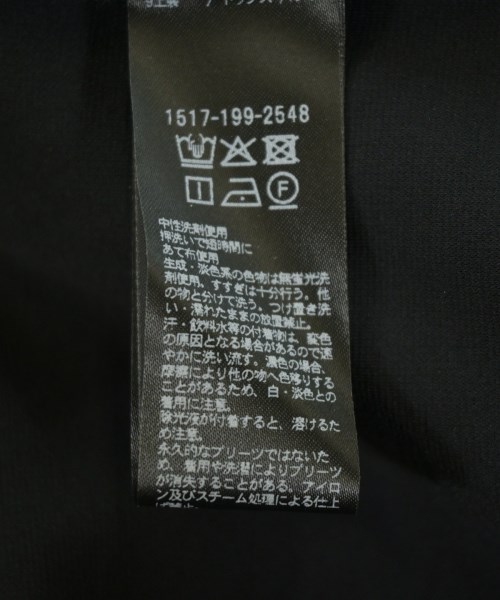 1517-199-2548
F
中性洗剤使用
押洗いで短時間に
あて布使用
生成・淡色系の色物は無蛍光洗
剤使用。すすぎは十分行う。他
の物と分けて洗う。つけ置き洗
い・濡れたままの放置禁止。
汗・飲料水等の付着物は、変色
の原因となる場合があるので速
やかに洗い流す。濃色の場合、
摩擦により他の物へ色移りする
ことがあるため、白・淡色との
着用に注意。
除光液が付着すると、溶けるた
め注意。
永久的なプリーツではないた
め、着用や洗濯によりプリーツ
が消失することがある。アイロ
ン及びスチーム処理による仕上